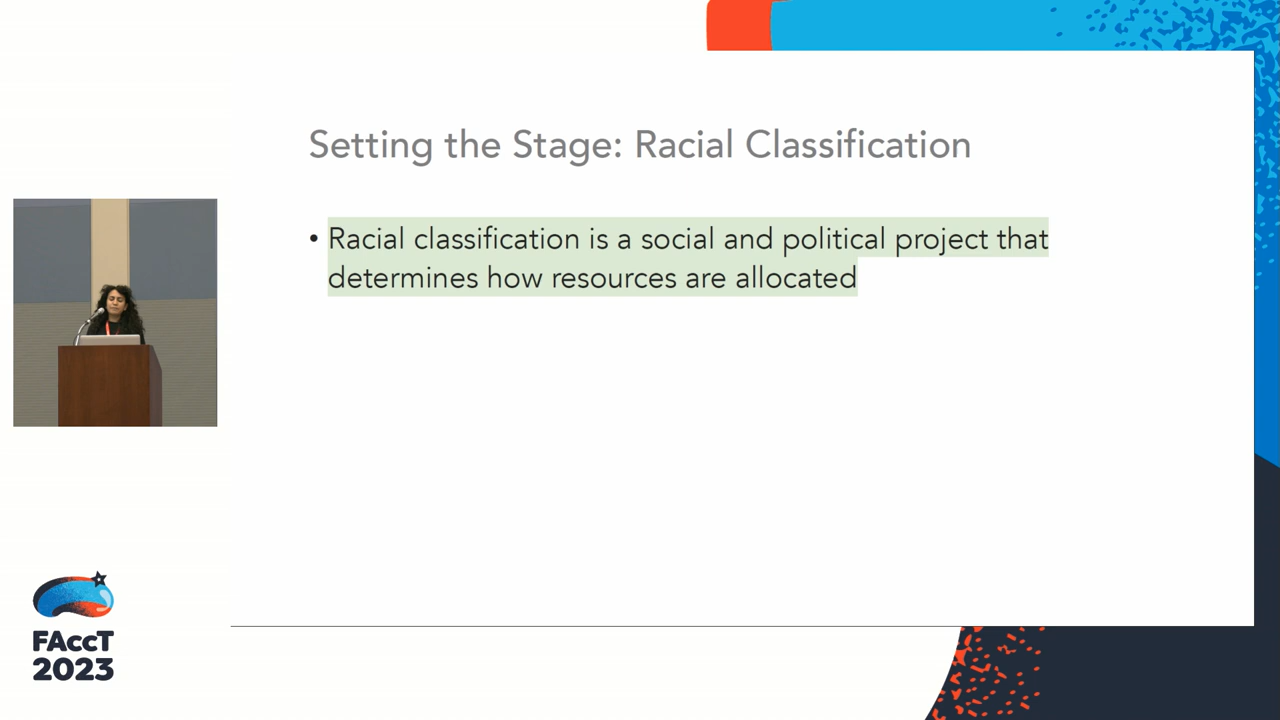 Setting the Stage: Racial Classification
• Racial classification is a social and political project that
determines how resources are allocated
FAccT
2023